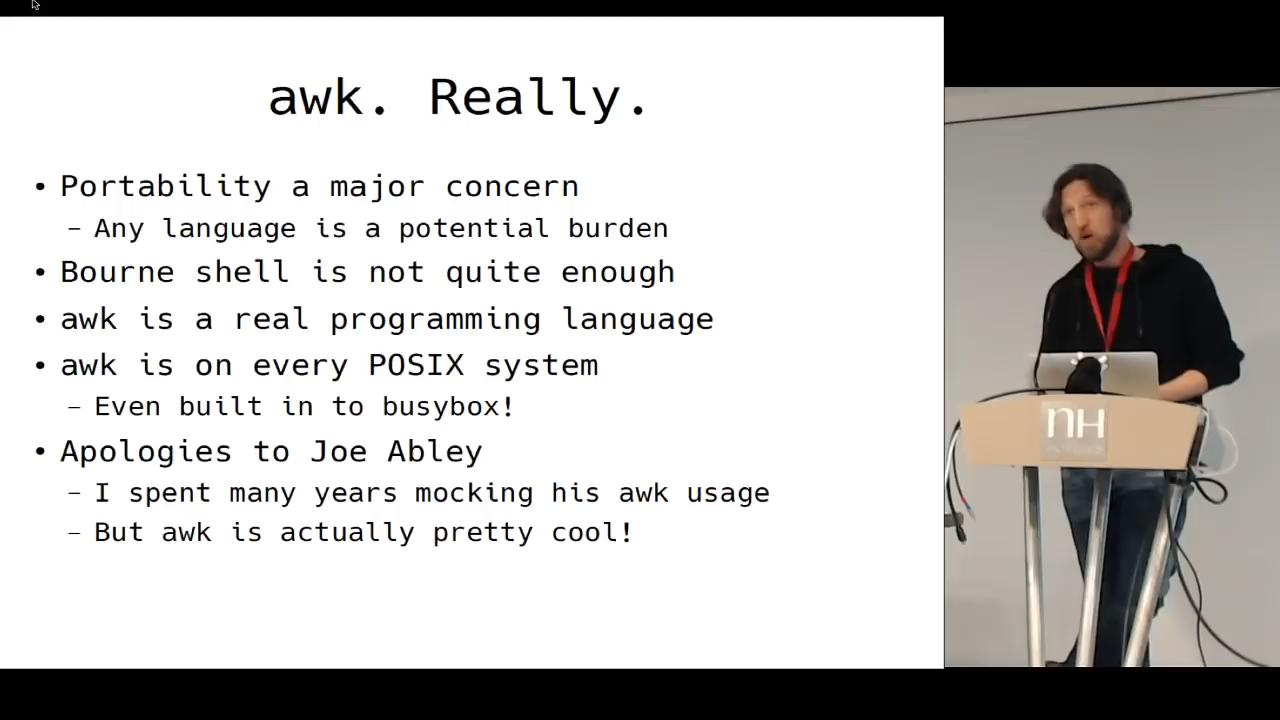 awk. Really.
• Portability a major concern
– Any language is a potential burden
• Bourne shell is not quite enough
• awk is a real programming language
• awk is on every POSIX system
– Even built in to busybox!
• Apologies to Joe Abley
– I spent many years mocking his awk usage
– But awk is actually pretty cool!
nH